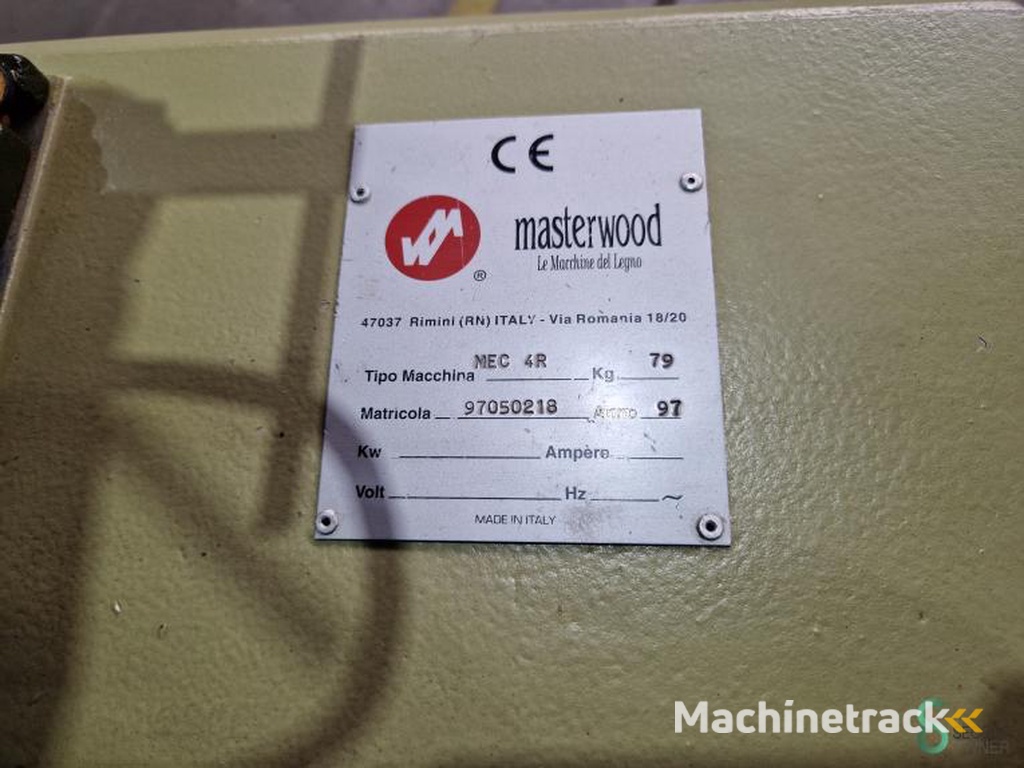 CE
masterwood
Le Macchine del Legno
®
47037 Rimini (RN) ITALY - Via Romania 18/20
Tipo Macchina MEC 4R Kg 79
Matricola 97050218 Anno 97
Kw Ampère
Volt Hz ~
MADE IN ITALY
Machinetrack